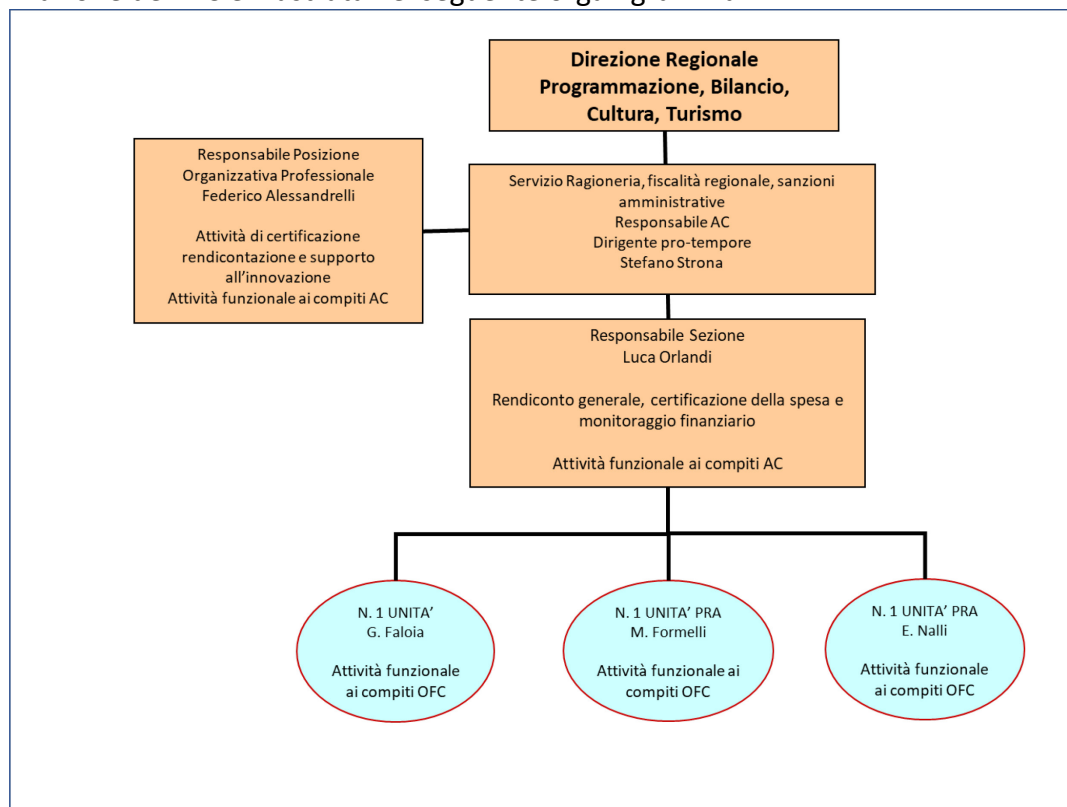 Direzione Regionale
Programmazione, Bilancio,
Cultura, Turismo
Responsabile Posizione
Organizzativa Professionale
Federico Alessandrelli
Attività di certificazione
rendicontazione e supporto
all'innovazione
Attività funzionale ai compiti AC
Servizio Ragioneria, fiscalità regionale, sanzioni
amministrative
Responsabile AC
Dirigente pro-tempore
Stefano Strona
Responsabile Sezione
Luca Orlandi
Rendiconto generale, certificazione della spesa e
monitoraggio finanziario
Attività funzionale ai compiti AC
N. 1 UNITA'
G. Faloia
Attività funzionale
ai compiti OFC
N. 1 UNITA' PRA
M. Formelli
Attività funzionale ai
compiti OFC
N. 1 UNITA' PRA
E. Nalli
Attività funzionale
ai compiti OFC